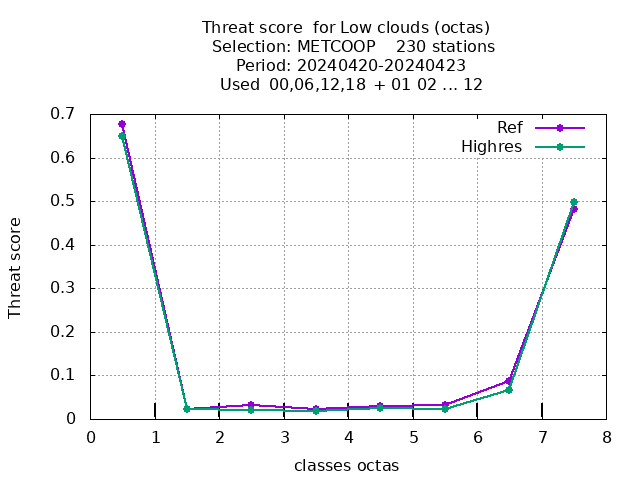 Threat score  for Low clouds (octas)
Selection: METCOOP    230 stations
Period: 20240420-20240423
Used  00,06,12,18  + 01 02 ... 12
Ref
Highres
0.7
0.6
0.5
0.4
0.3
0.2
0.1
0
Threat score
0 1 2 3 4 5 6 7 8
classes octas